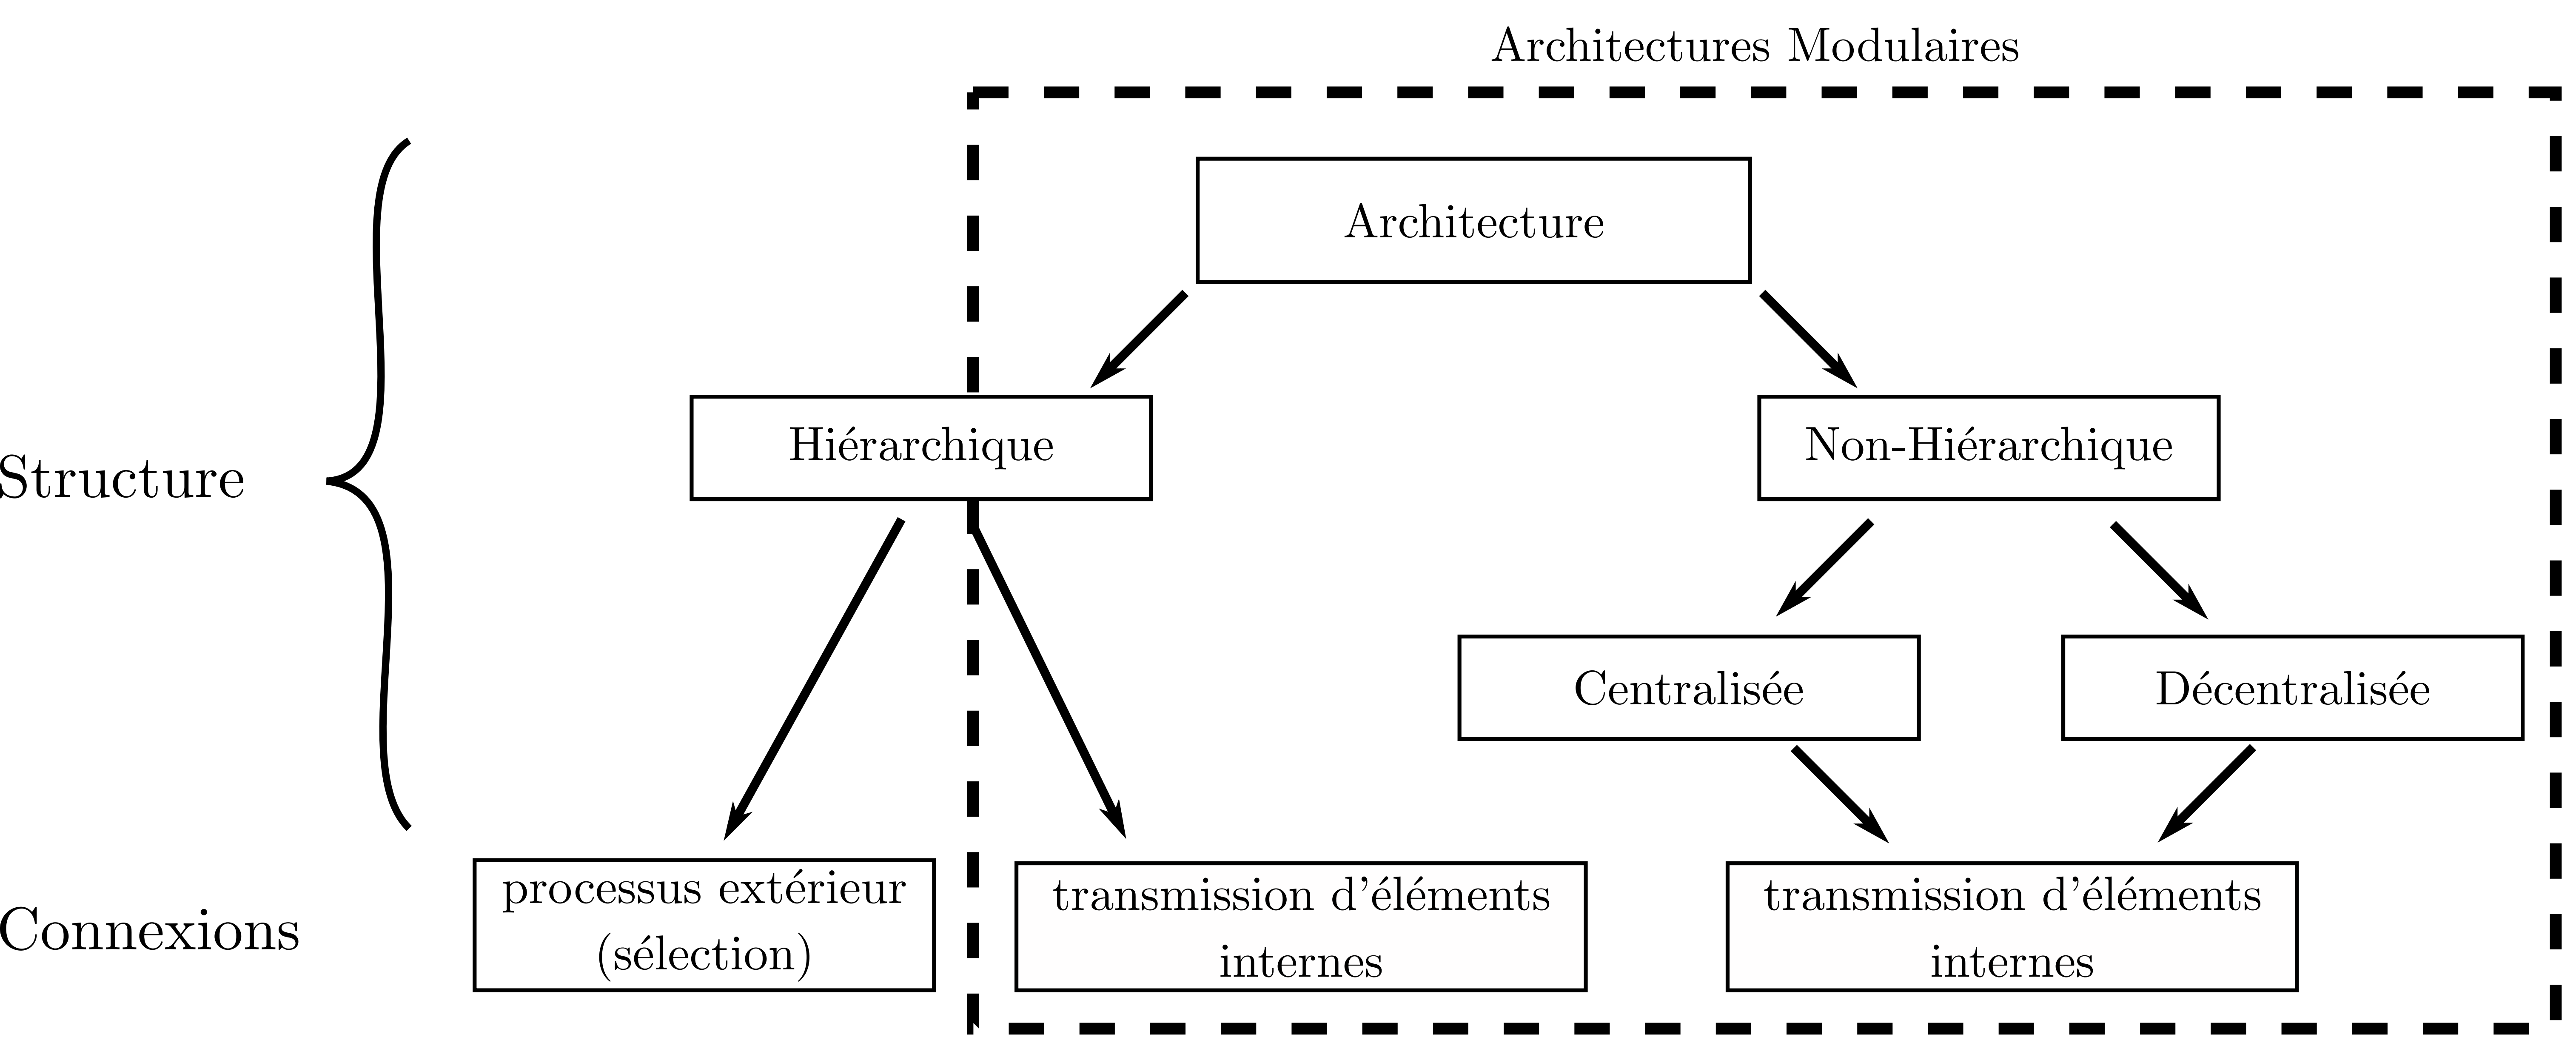 Architectures Modulaires
Architecture
Hiérarchique
Non-Hiérarchique
Structure
Centralisée
Décentralisée
Connexions
processus extérieur
(sélection)
transmission d'éléments
internes
transmission d'éléments
internes